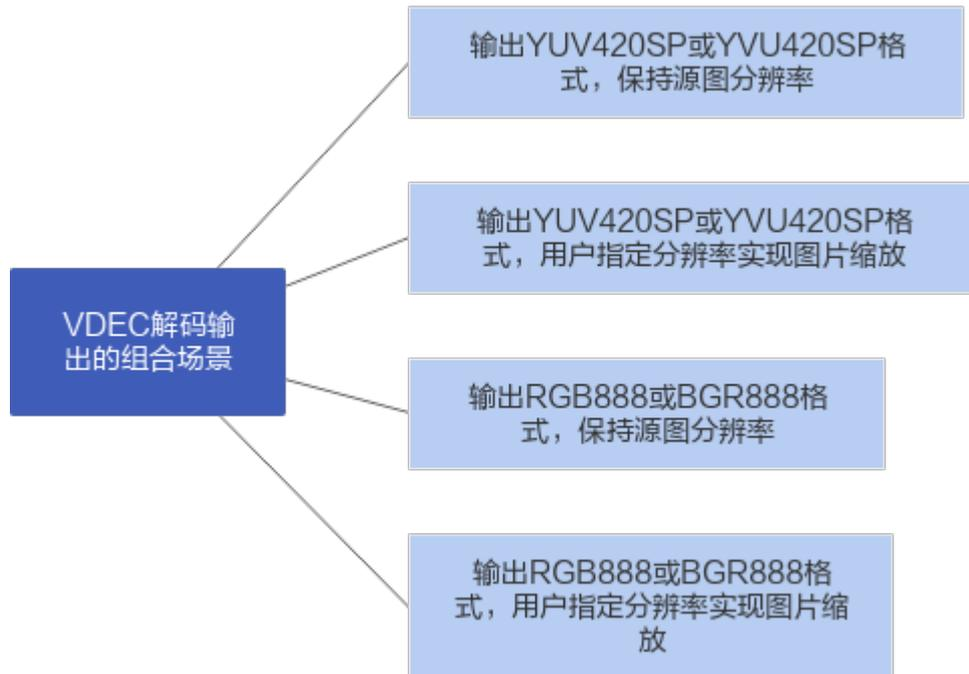 输出YUV420SP或YVU420SP格
式，保持源图分辨率
输出YUV420SP或YVU420SP格
式，用户指定分辨率实现图片缩放
VDEC解码输
出的组合场景
输出RGB888或BGR888格
式，保持源图分辨率
输出RGB888或BGR888格
式，用户指定分辨率实现图片缩
放